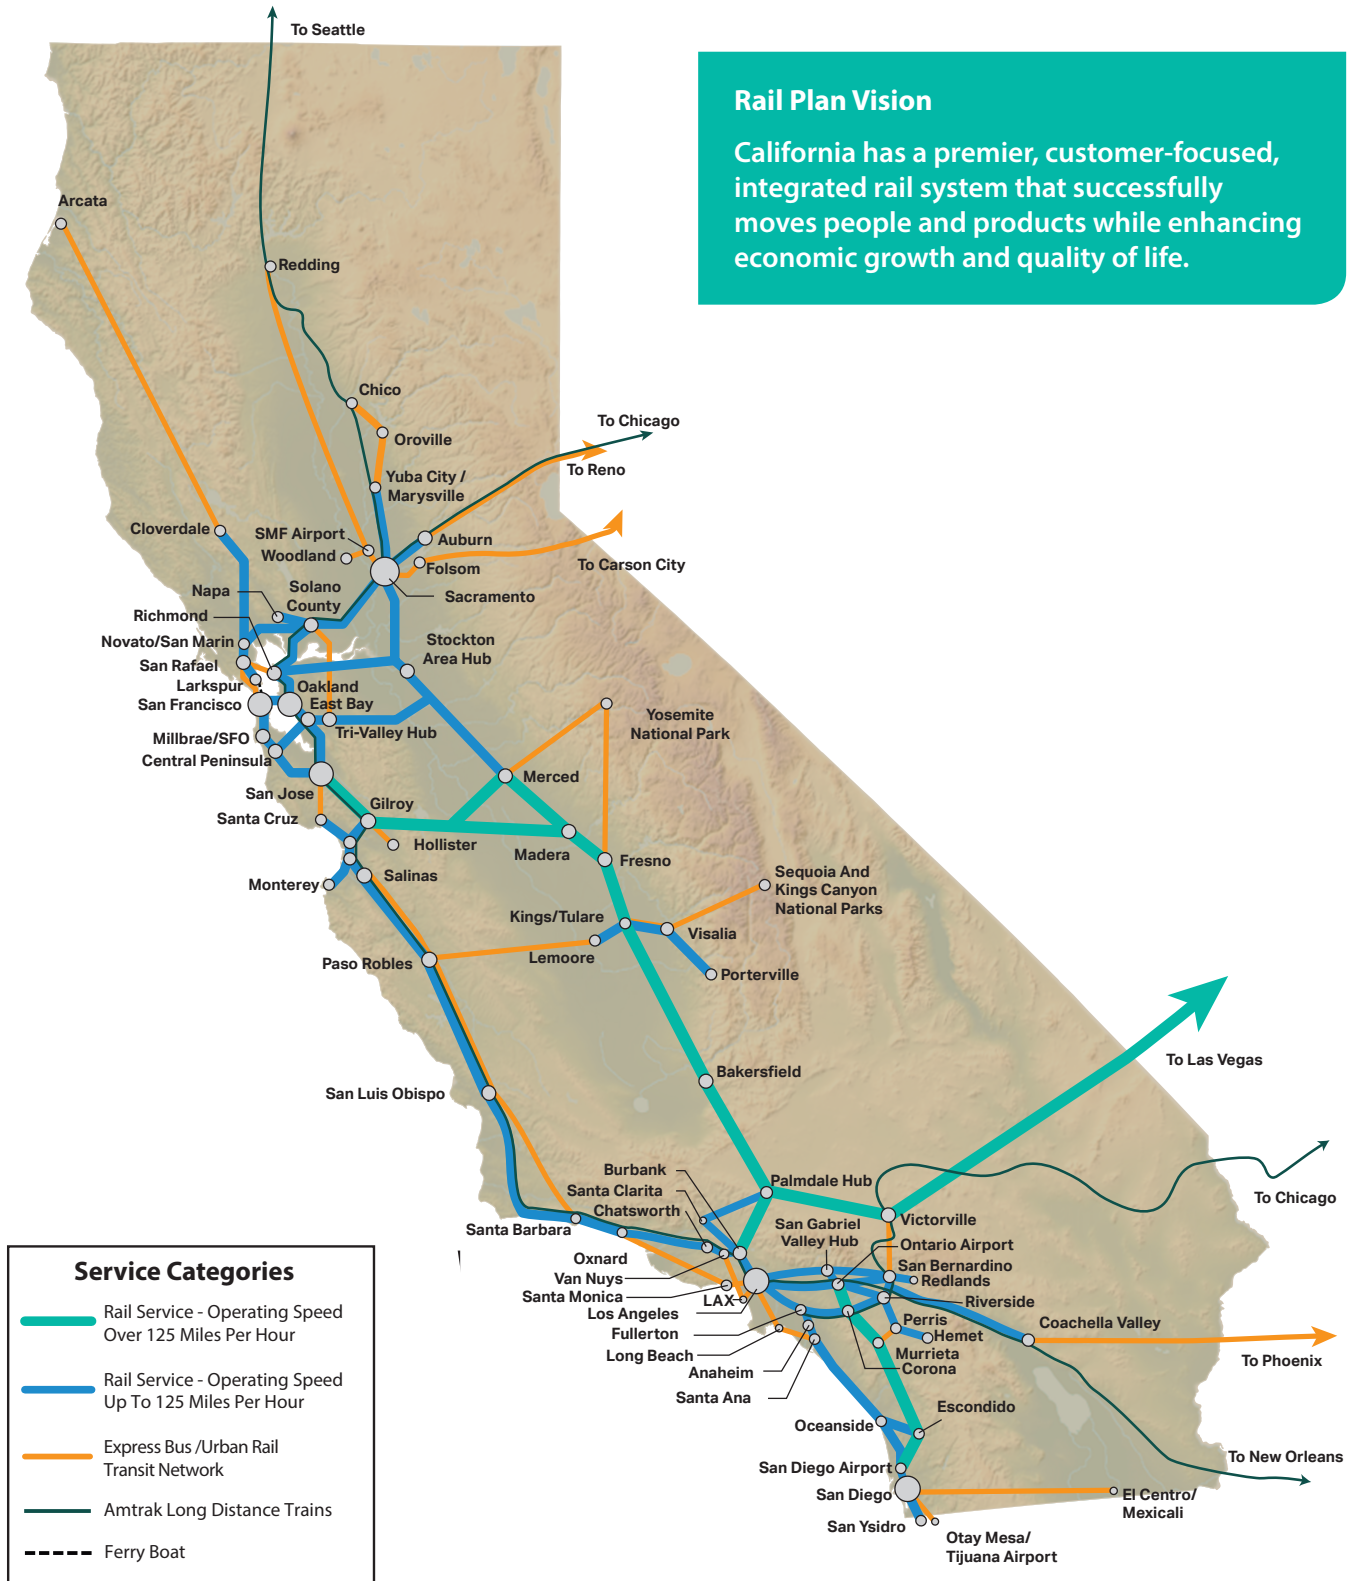 To Seattle
Rail Plan Vision
California has a premier, customer-focused,
integrated rail system that successfully
moves people and products while enhancing
economic growth and quality of life.
Arcata
Redding
Chico
Oroville
To Chicago
To Reno
Yuba City /
Marysville
Cloverdale
SMF Airport
Woodland
Auburn
Folsom
To Carson City
Sacramento
Napa
Solano
County
Richmond
Novato/San Marin
San Rafael
Larkspur
San Francisco
Stockton
Area Hub
Oakland
East Bay
Tri-Valley Hub
Millbrae/SFO
Central Peninsula
Yosemite
National Park
Merced
San Jose
Gilroy
Santa Cruz
Hollister
Madera
Fresno
Monterey
Salinas
Sequoia And
Kings Canyon
National Parks
Kings/Tulare
Visalia
Lemoore
Porterville
Paso Robles
To Las Vegas
Bakersfield
San Luis Obispo
Burbank
Santa Clarita
Chatsworth
Palmdale Hub
To Chicago
Santa Barbara
San Gabriel
Valley Hub
Victorville
Ontario Airport
San Bernardino
Redlands
Oxnard
Van Nuys
Santa Monica
LAX
Los Angeles
Riverside
Fullerton
Perris
Hemet
Coachella Valley
Long Beach
Murrieta
Corona
To Phoenix
Anaheim
Santa Ana
Oceanside
Escondido
To New Orleans
San Diego Airport
San Diego
El Centro/
Mexicali
San Ysidro
Otay Mesa/
Tijuana Airport
Service Categories
Rail Service - Operating Speed
Over 125 Miles Per Hour
Rail Service - Operating Speed
Up To 125 Miles Per Hour
Express Bus /Urban Rail
Transit Network
Amtrak Long Distance Trains
Ferry Boat